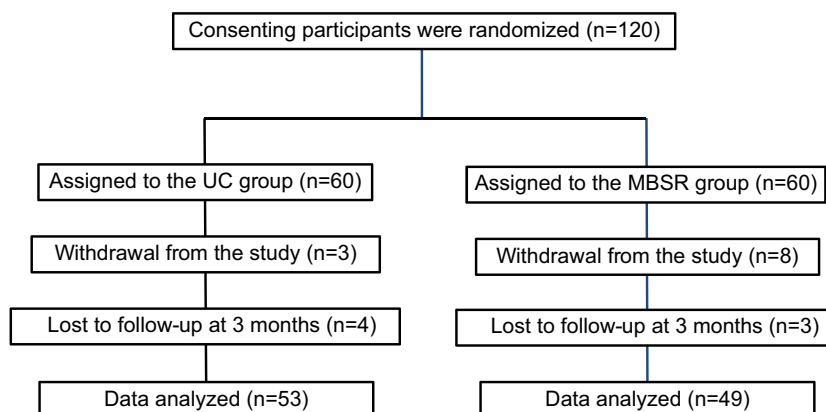 Consenting participants were randomized (n=120)
Assigned to the UC group (n=60)
Assigned to the MBSR group (n=60)
Withdrawal from the study (n=3)
Withdrawal from the study (n=8)
Lost to follow-up at 3 months (n=4)
Lost to follow-up at 3 months (n=3)
Data analyzed (n=53)
Data analyzed (n=49)